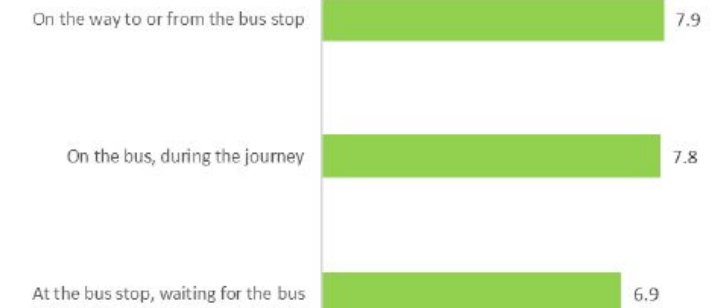 On the way to or from the bus stop 7.9
On the bus, during the journey 7.8
At the bus stop, waiting for the bus 6.9